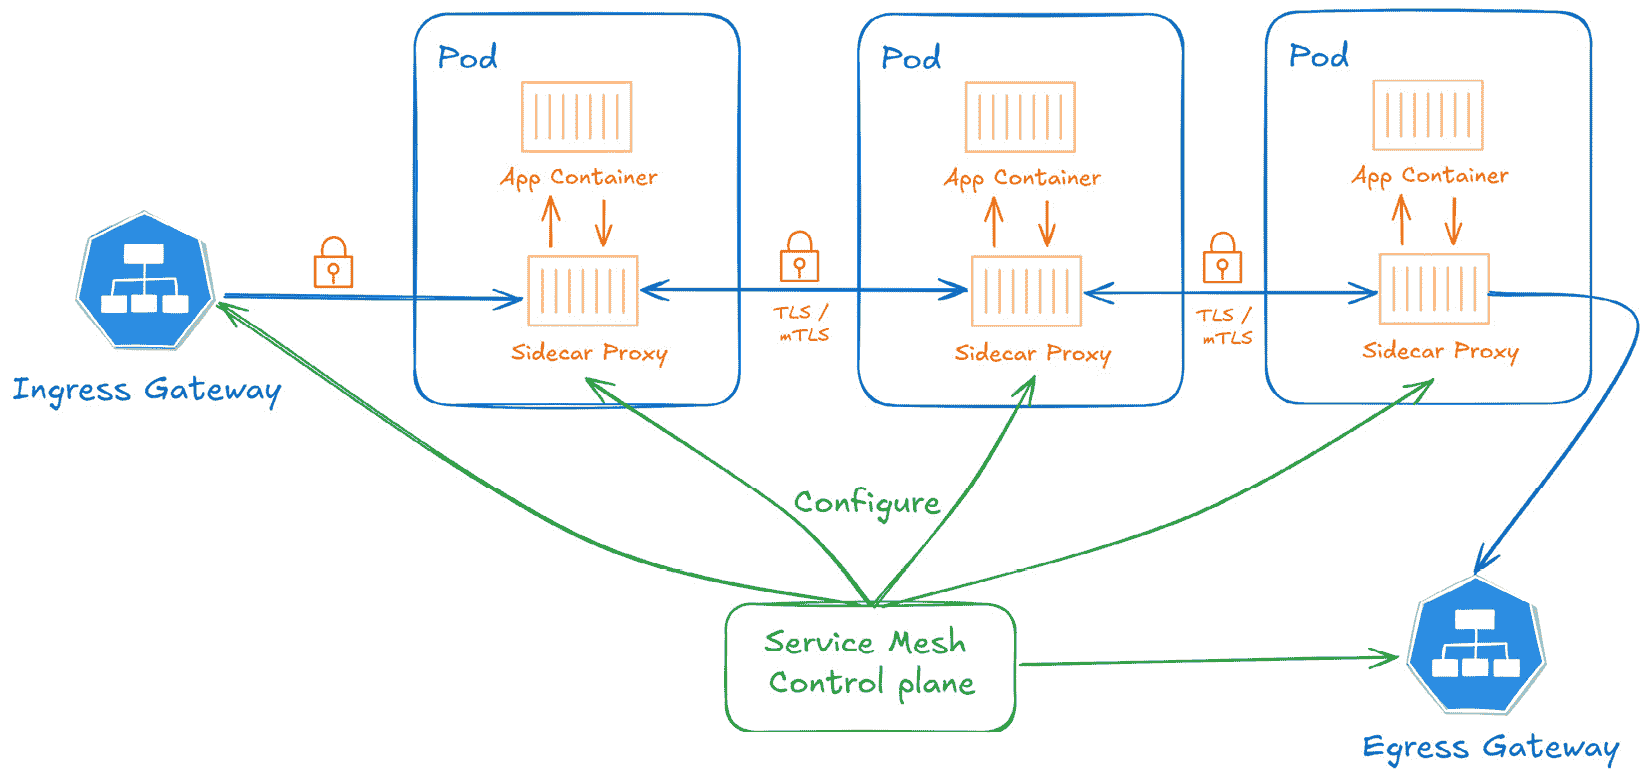 Pod
Pod
Pod
App Container
App Container
App Container
TLS /
mTLS
TLS /
mTLS
Sidecar Proxy
Sidecar Proxy
Sidecar Proxy
Ingress Gateway
Configure
Service Mesh
Control plane
Egress Gateway